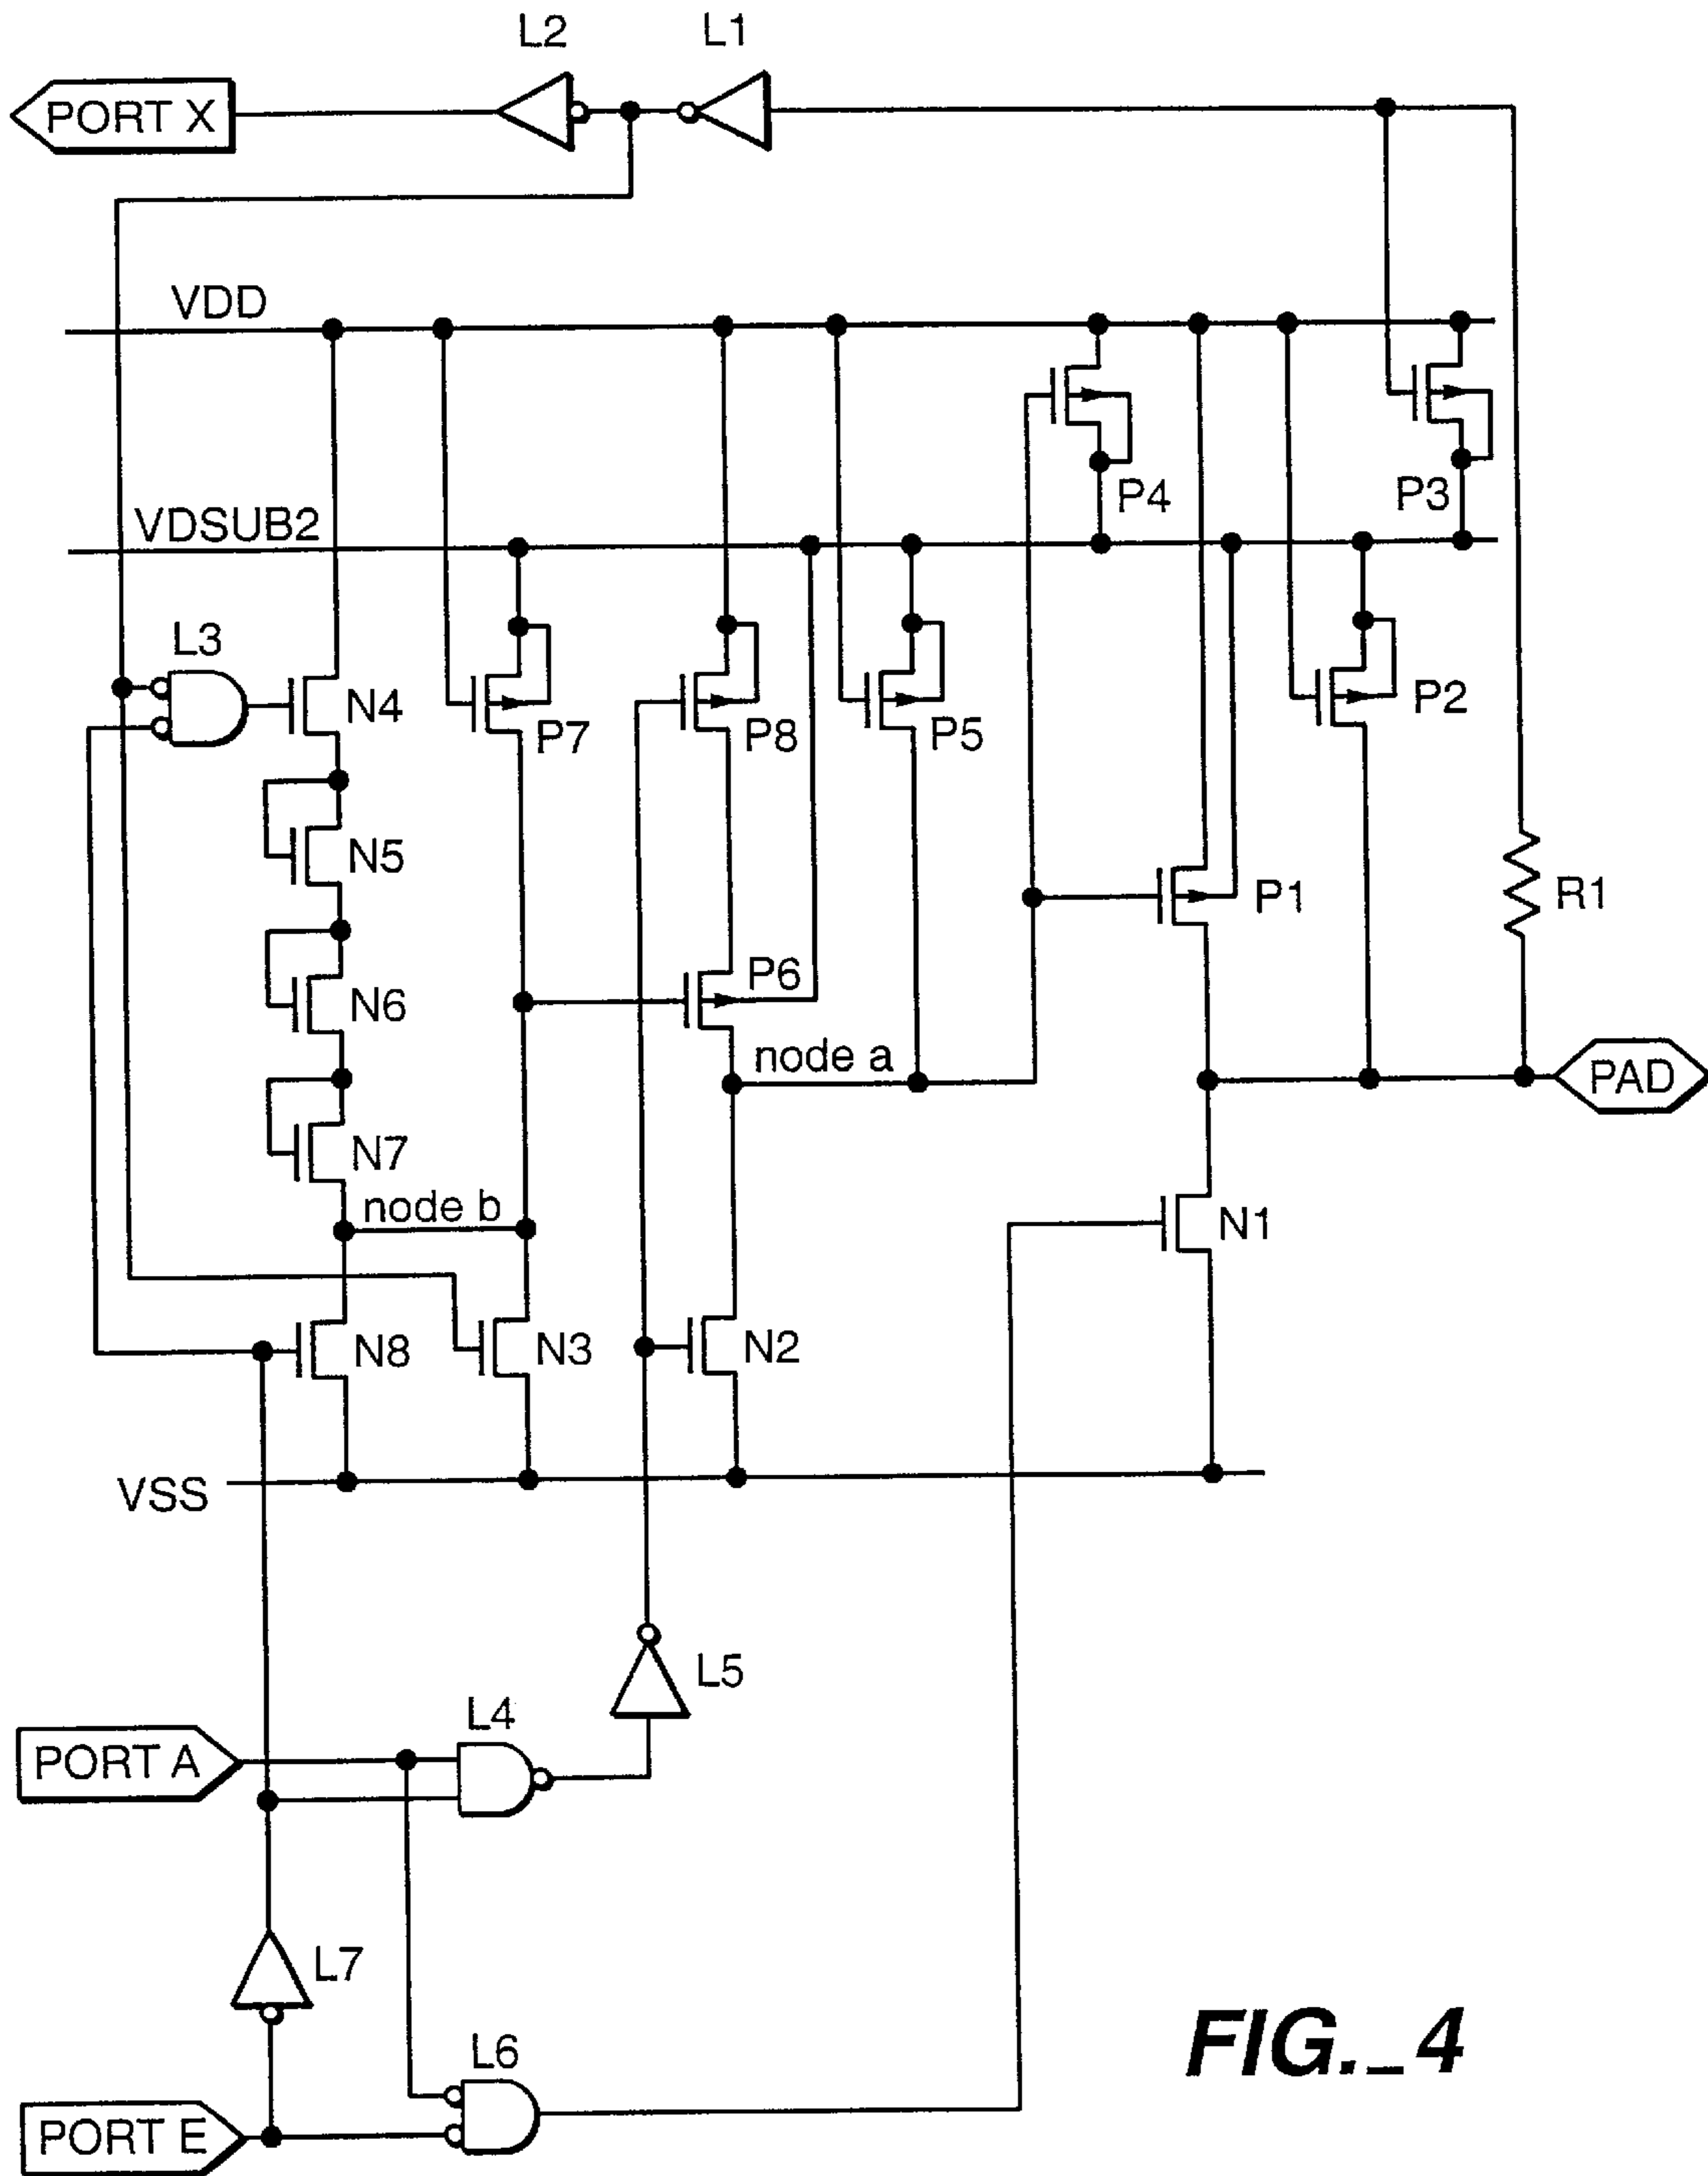 L2
L1
PORT X
VDD
P4
P3
VDSUB2
L3
N4
P7
P8
P5
P2
N5
P1
R1
P6
N6
node a
PAD
N7
node b
N1
N8
N3
N2
VSS
L5
L4
PORT A
L7
L6
PORT E
FIG._4